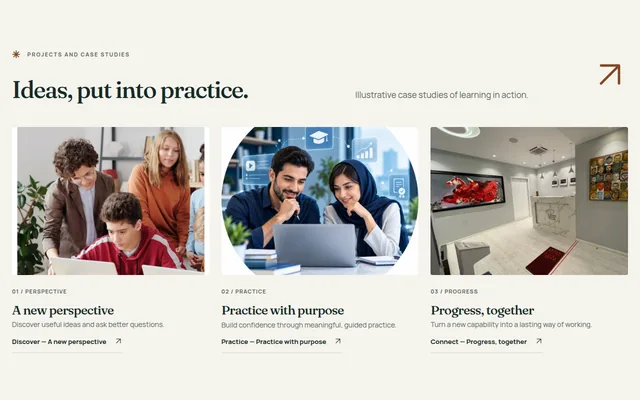 PROJECTS AND CASE STUDIES
Ideas, put into practice.
Illustrative case studies of learning in action.
01 / PERSPECTIVE
A new perspective
Discover useful ideas and ask better questions.
Discover — A new perspective
02 / PRACTICE
Practice with purpose
Build confidence through meaningful, guided practice.
Practice — Practice with purpose
03 / PROGRESS
Progress, together
Turn a new capability into a lasting way of working.
Connect — Progress, together